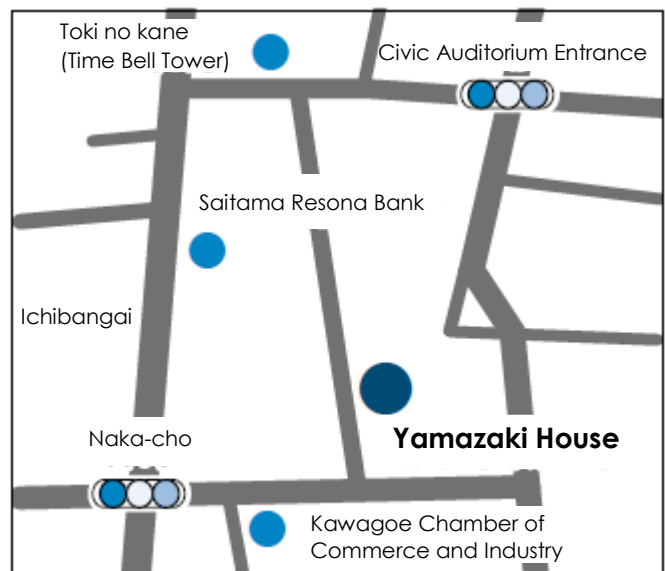 Toki no kane
(Time Bell Tower)
Civic Auditorium Entrance
Saitama Resona Bank
Ichibangai
Naka-cho
Yamazaki House
Kawagoe Chamber of
Commerce and Industry